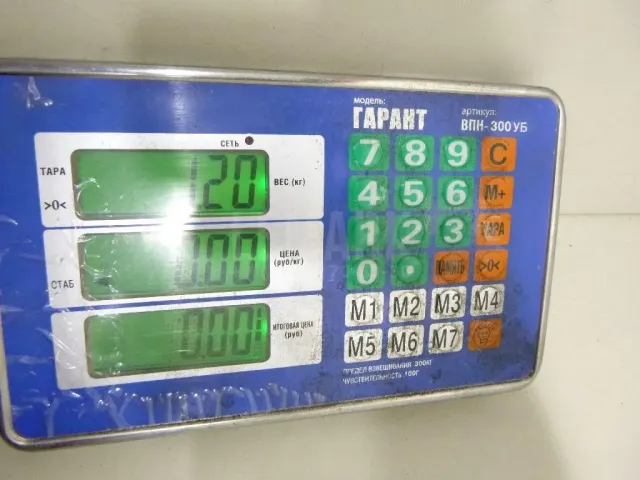 модель:
ГАРАНТ
артикул:
ВПН-300УБ
СЕТЬ
ТАРА
>0<
1.20
ВЕС (кг)
СТАБ
0.00
ЦЕНА
(руб/кг)
0.00
ИТОГОВАЯ ЦЕНА
(руб)
7 8 9 C
4 5 6 M+
1 2 3 ТАРА
0 . ПАМЯТЬ >0<
M1 M2 M3 M4
M5 M6 M7
ПРЕДЕЛ ВЗВЕШИВАНИЯ 300КГ
ЧУВСТВИТЕЛЬНОСТЬ 100Г